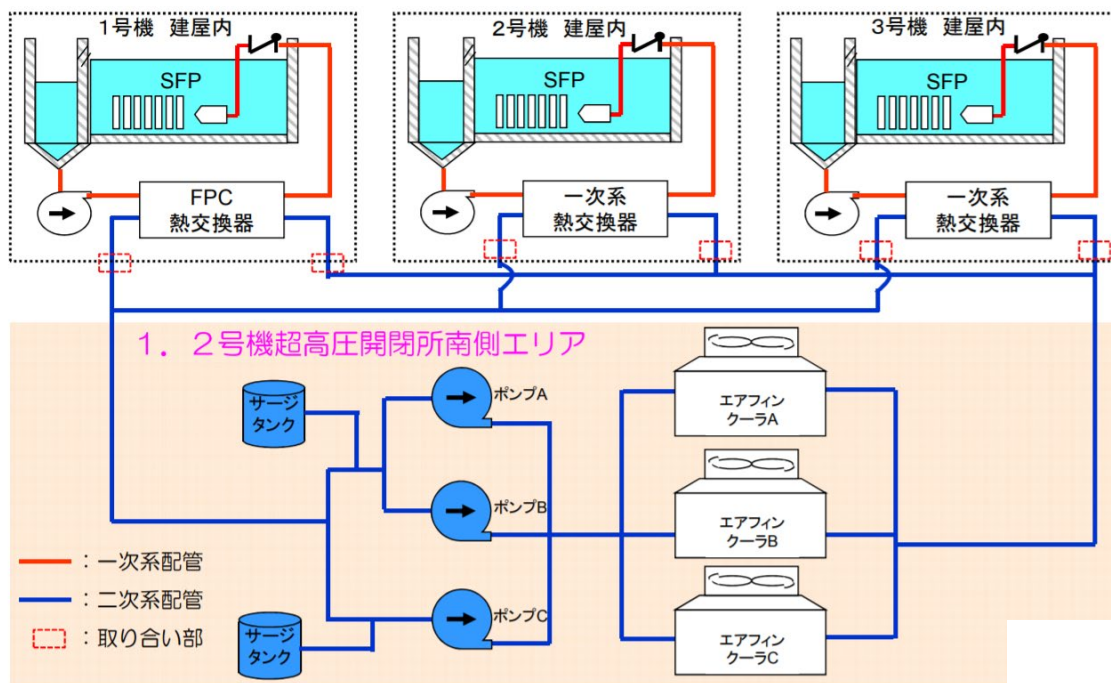 1号機 建屋内
SFP
FPC
熱交換器
2号機 建屋内
SFP
一次系
熱交換器
3号機 建屋内
SFP
一次系
熱交換器
1.2号機超高圧開閉所南側エリア
サージ
タンク
ポンプA
ポンプB
ポンプC
サージ
タンク
エアフィン
クーラA
エアフィン
クーラB
エアフィン
クーラC
:一次系配管
:二次系配管
:取り合い部